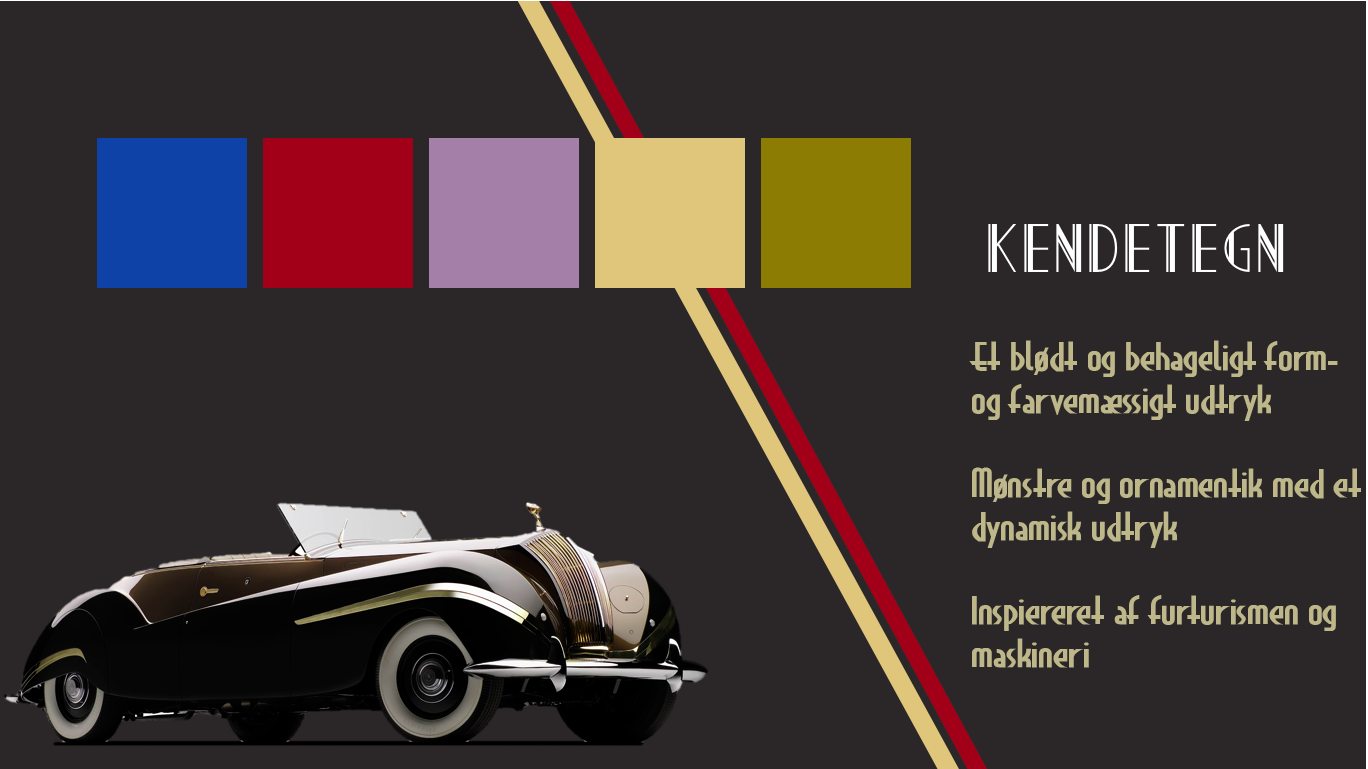 KENDETEGN
Et blødt og behageligt form-
og farvemæssigt udtryk
Mønstre og ornamentik med et
dynamisk udtryk
Inspiereret af furturismen og
maskineri